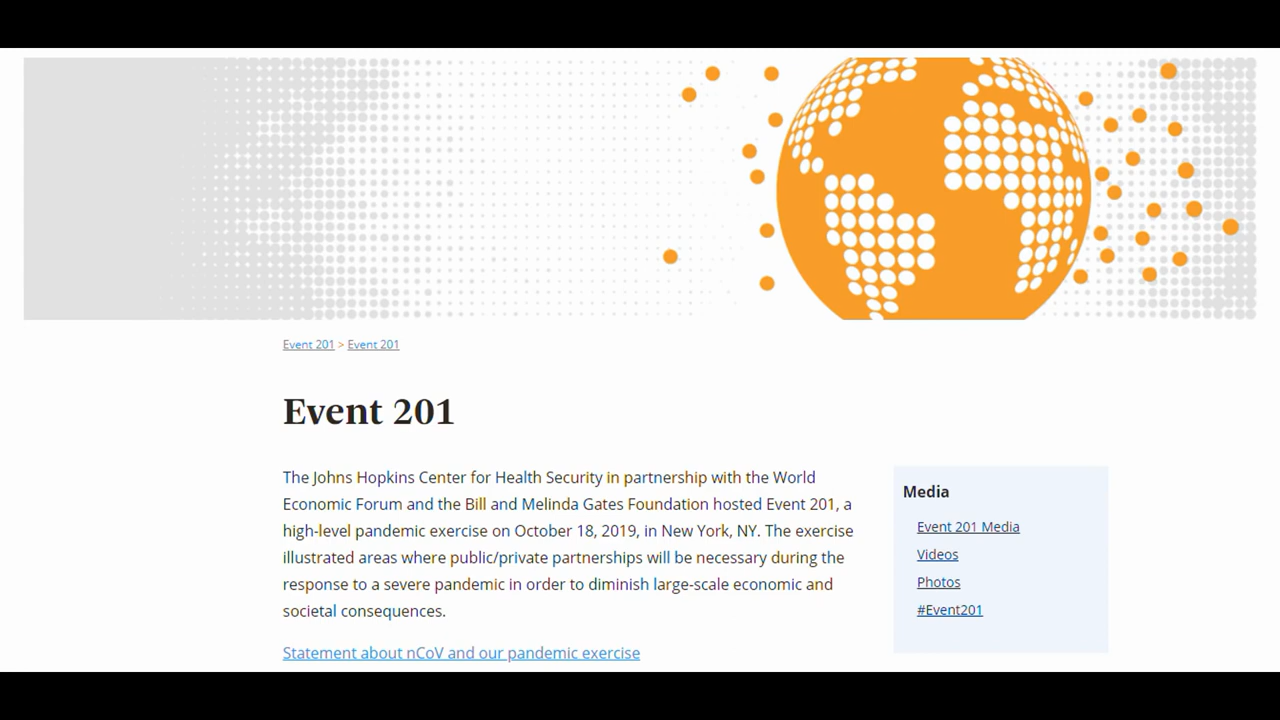 Event 201 > Event 201
Event 201
The Johns Hopkins Center for Health Security in partnership with the World
Economic Forum and the Bill and Melinda Gates Foundation hosted Event 201, a
high-level pandemic exercise on October 18, 2019, in New York, NY. The exercise
illustrated areas where public/private partnerships will be necessary during the
response to a severe pandemic in order to diminish large-scale economic and
societal consequences.
Statement about nCoV and our pandemic exercise
Media
Event 201 Media
Videos
Photos
#Event201